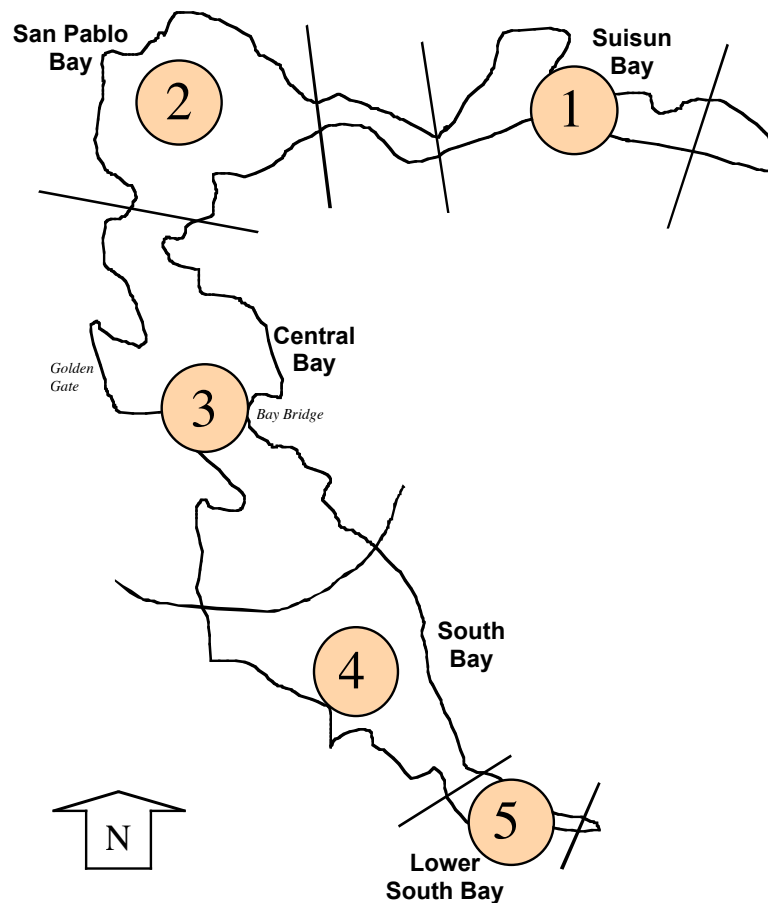 San Pablo
Bay
2
Suisun
Bay
1
Central
Bay
Golden
Gate
3
Bay Bridge
South
Bay
4
N
5
Lower
South Bay